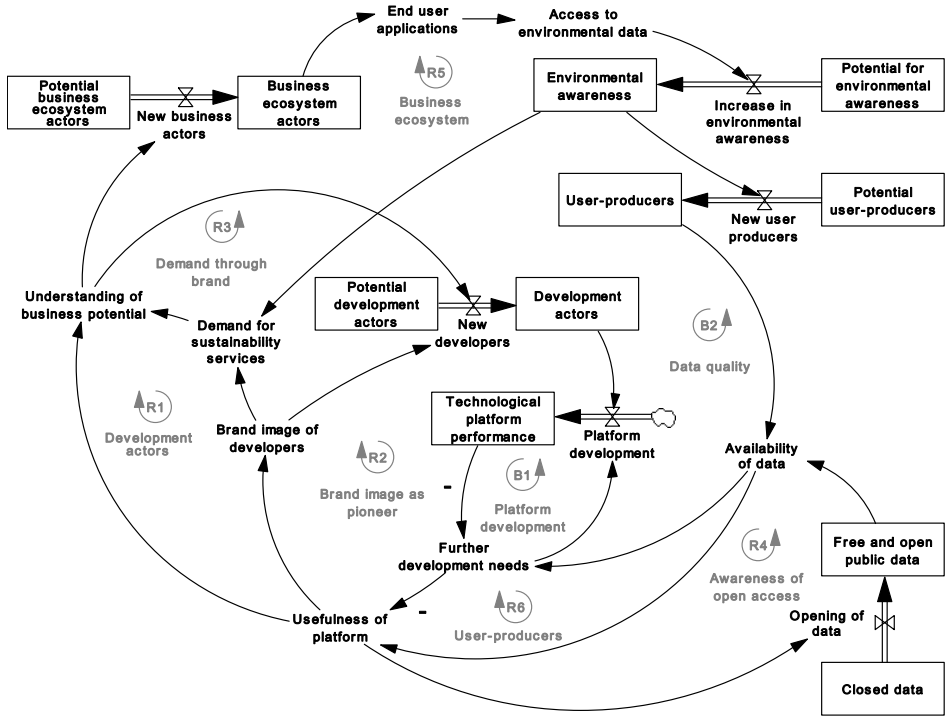 End user
applications
Access to
environmental data
R5
Business
ecosystem
Potential
business
ecosystem
actors
New business
actors
Business
ecosystem
actors
Environmental
awareness
Increase in
environmental
awareness
Potential for
environmental
awareness
User-producers
New user
producers
Potential
user-producers
R3
Demand through
brand
Understanding of
business potential
Demand for
sustainability
services
Potential
development
actors
New
developers
Development
actors
B2
Data quality
R1
Development
actors
Brand image of
developers
R2
Brand image as
pioneer
Technological
platform
performance
Platform
development
-
B1
Platform
development
Availability
of data
Further
development needs
-
R4
Awareness of
open access
Free and open
public data
Usefulness of
platform
R6
User-producers
Opening of
data
Closed data